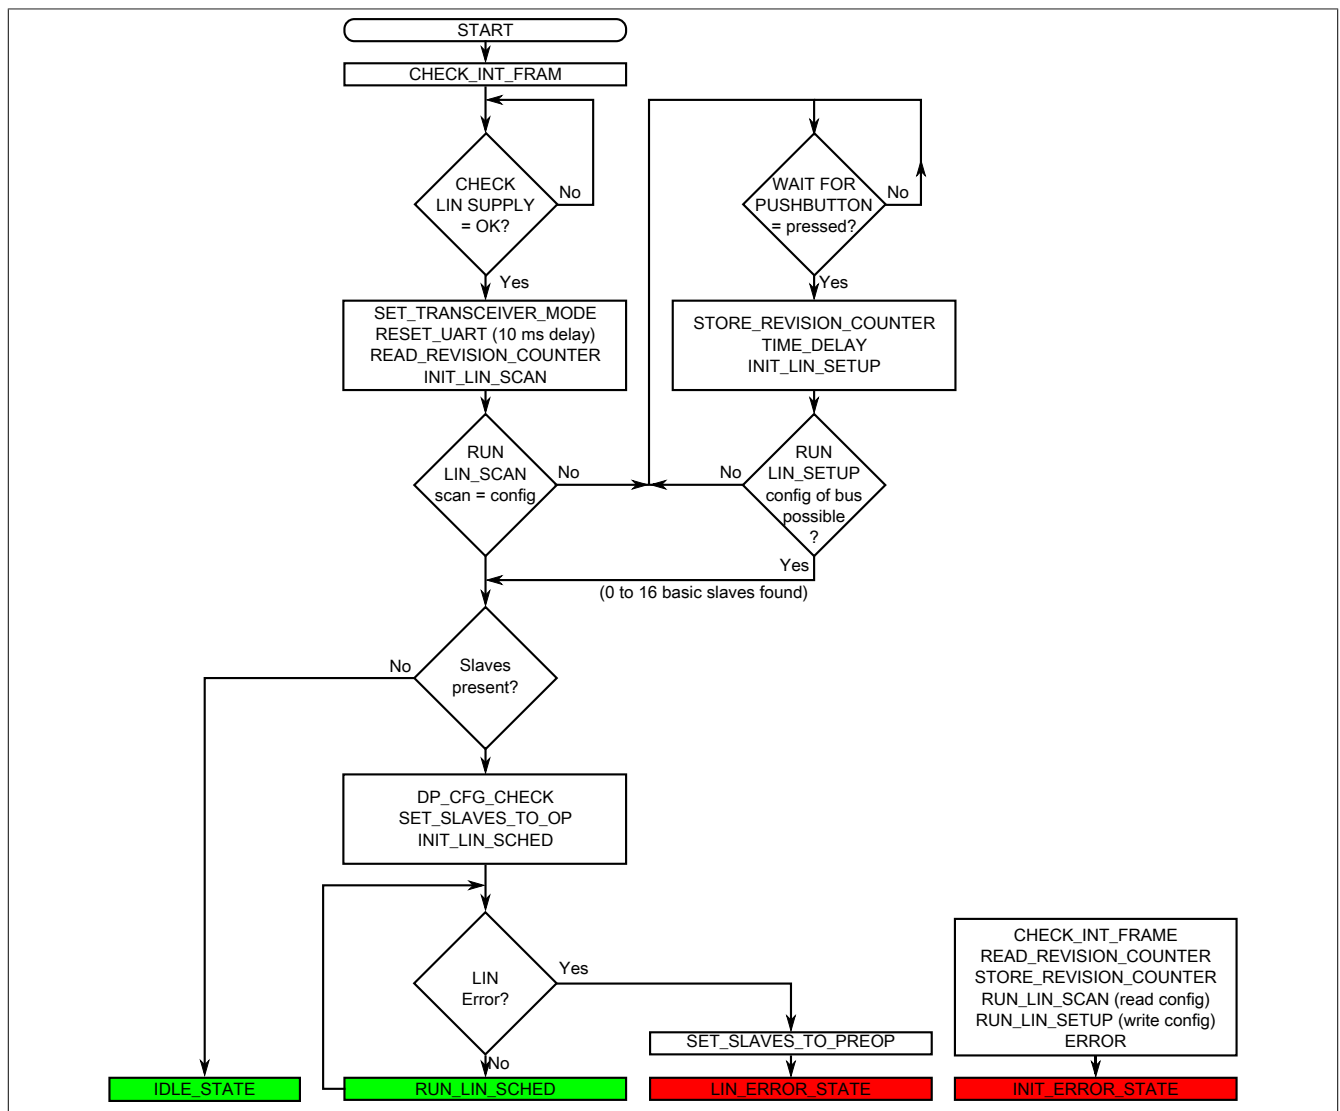 START
CHECK_INT_FRAM
CHECK
LIN SUPPLY
= OK?
No
Yes
SET_TRANSCEIVER_MODE
RESET_UART (10 ms delay)
READ_REVISION_COUNTER
INIT_LIN_SCAN
RUN
LIN_SCAN
scan = config
No
WAIT FOR
PUSHBUTTON
= pressed?
No
Yes
STORE_REVISION_COUNTER
TIME_DELAY
INIT_LIN_SETUP
RUN
LIN_SETUP
config of bus
possible
?
No
Yes
(0 to 16 basic slaves found)
Slaves
present?
No
DP_CFG_CHECK
SET_SLAVES_TO_OP
INIT_LIN_SCHED
LIN
Error?
Yes
No
SET_SLAVES_TO_PREOP
CHECK_INT_FRAME
READ_REVISION_COUNTER
STORE_REVISION_COUNTER
RUN_LIN_SCAN (read config)
RUN_LIN_SETUP (write config)
ERROR
IDLE_STATE
RUN_LIN_SCHED
LIN_ERROR_STATE
INIT_ERROR_STATE